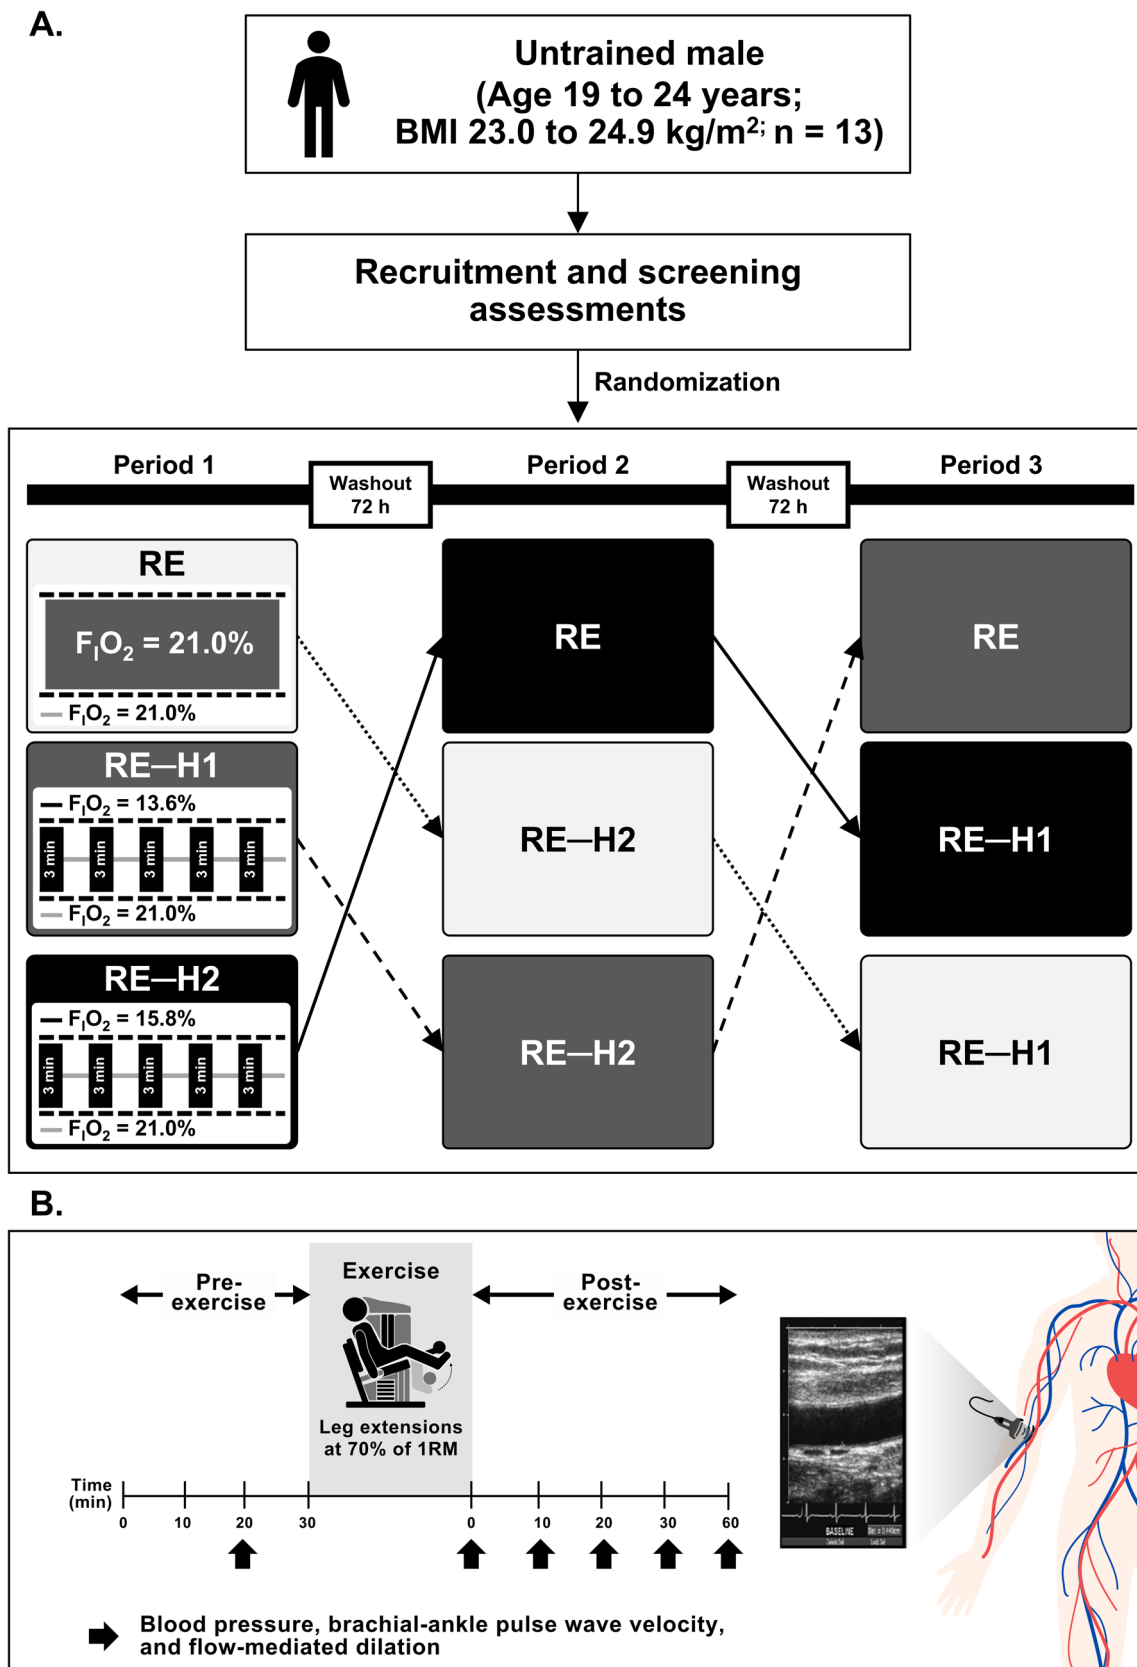 A.
Untrained male
(Age 19 to 24 years;
BMI 23.0 to 24.9 kg/m²; n = 13)
Recruitment and screening
assessments
Randomization
Period 1
Washout
72 h
Period 2
Washout
72 h
Period 3
RE
FIO2 = 21.0%
FIO2 = 21.0%
RE
RE
RE—H1
FIO2 = 13.6%
3 min
3 min
3 min
3 min
3 min
FIO2 = 21.0%
RE—H2
RE—H1
RE—H2
FIO2 = 15.8%
3 min
3 min
3 min
3 min
3 min
FIO2 = 21.0%
RE—H2
RE—H1
B.
Pre-
exercise
Exercise
Post-
exercise
Leg extensions
at 70% of 1RM
Time
(min)
0
10
20
30
0
10
20
30
60
BASELINE
Blood pressure, brachial-ankle pulse wave velocity,
and flow-mediated dilation